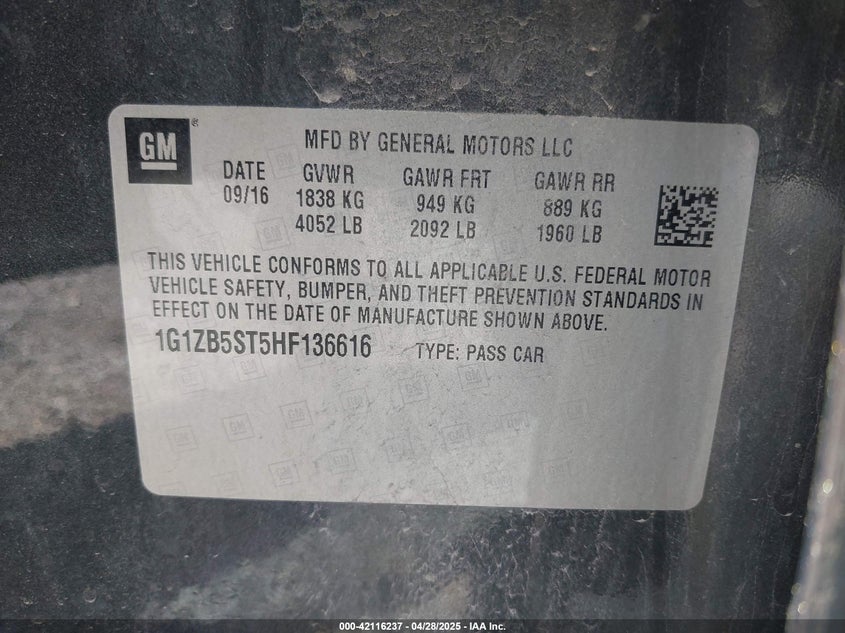 GM
MFD BY GENERAL MOTORS LLC
DATE GVWR GAWR FRT GAWR RR
09/16 1838 KG 949 KG 889 KG
4052 LB 2092 LB 1960 LB
THIS VEHICLE CONFORMS TO ALL APPLICABLE U.S. FEDERAL MOTOR
VEHICLE SAFETY, BUMPER, AND THEFT PREVENTION STANDARDS IN
EFFECT ON THE DATE OF MANUFACTURE SHOWN ABOVE.
1G1ZB5ST5HF136616 TYPE: PASS CAR
000-42116237 - 04/28/2025 - IAA Inc.